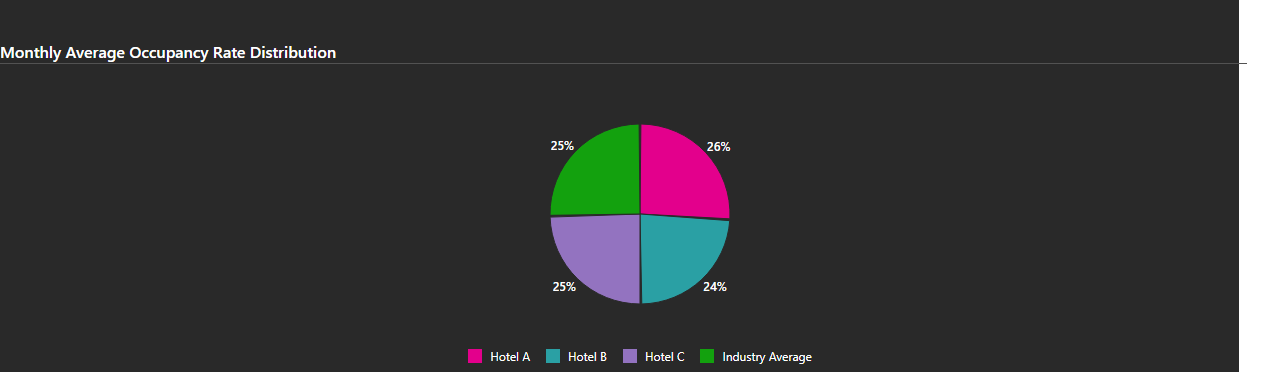 Monthly Average Occupancy Rate Distribution
25%
26%
25%
24%
Hotel A
Hotel B
Hotel C
Industry Average